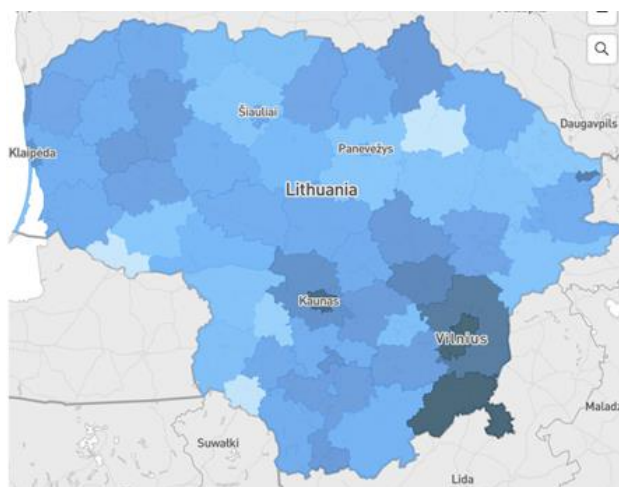 Šiauliai
Daugavpils
Klaipėda
Panevėžys
Lithuania
Kaunas
Vilnius
Maladz
Suwałki
Lida